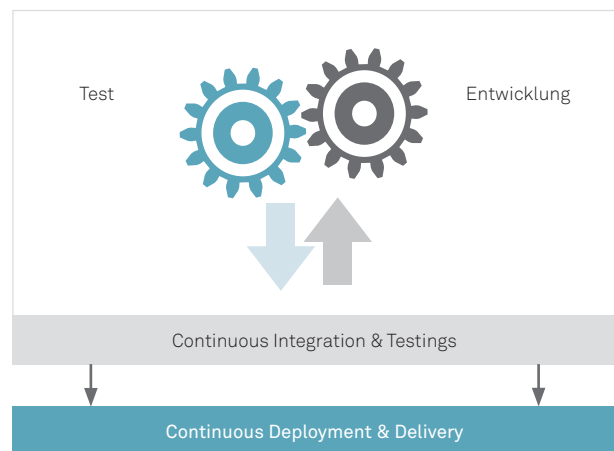 Test
Entwicklung
Continuous Integration & Testings
Continuous Deployment & Delivery